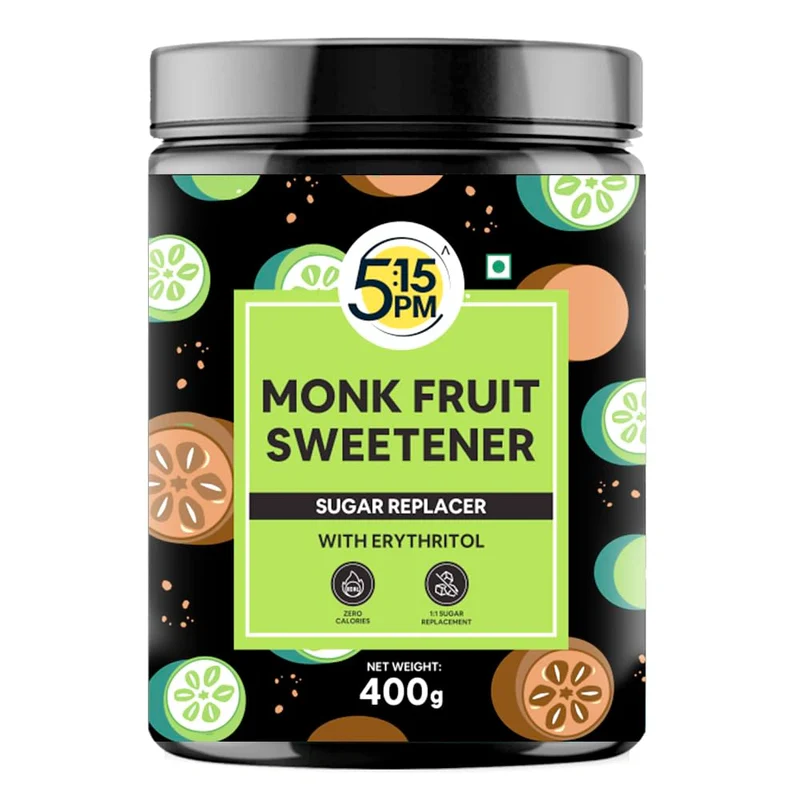 5:15
PM
^
MONK FRUIT
SWEETENER
SUGAR REPLACER
WITH ERYTHRITOL
ZERO
CALORIES
1:1 SUGAR
REPLACEMENT
NET WEIGHT:
400g